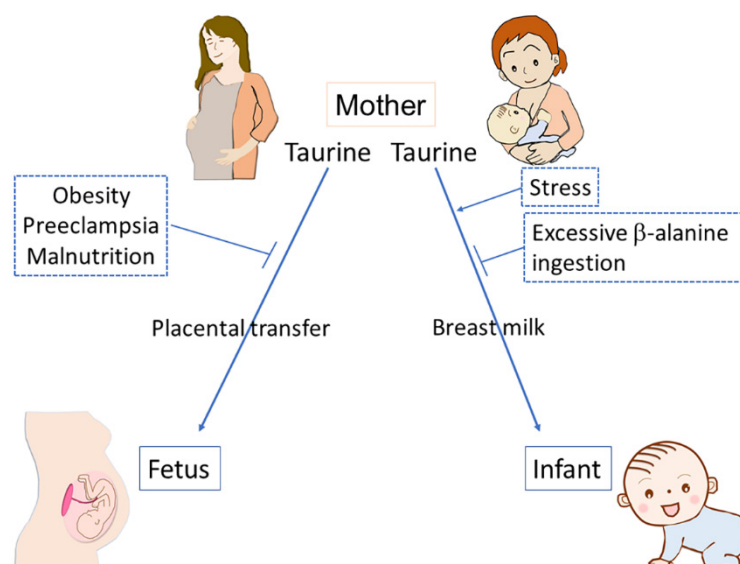 Mother
Taurine Taurine
Obesity
Preeclampsia
Malnutrition
Stress
Excessive β-alanine
ingestion
Placental transfer
Breast milk
Fetus
Infant